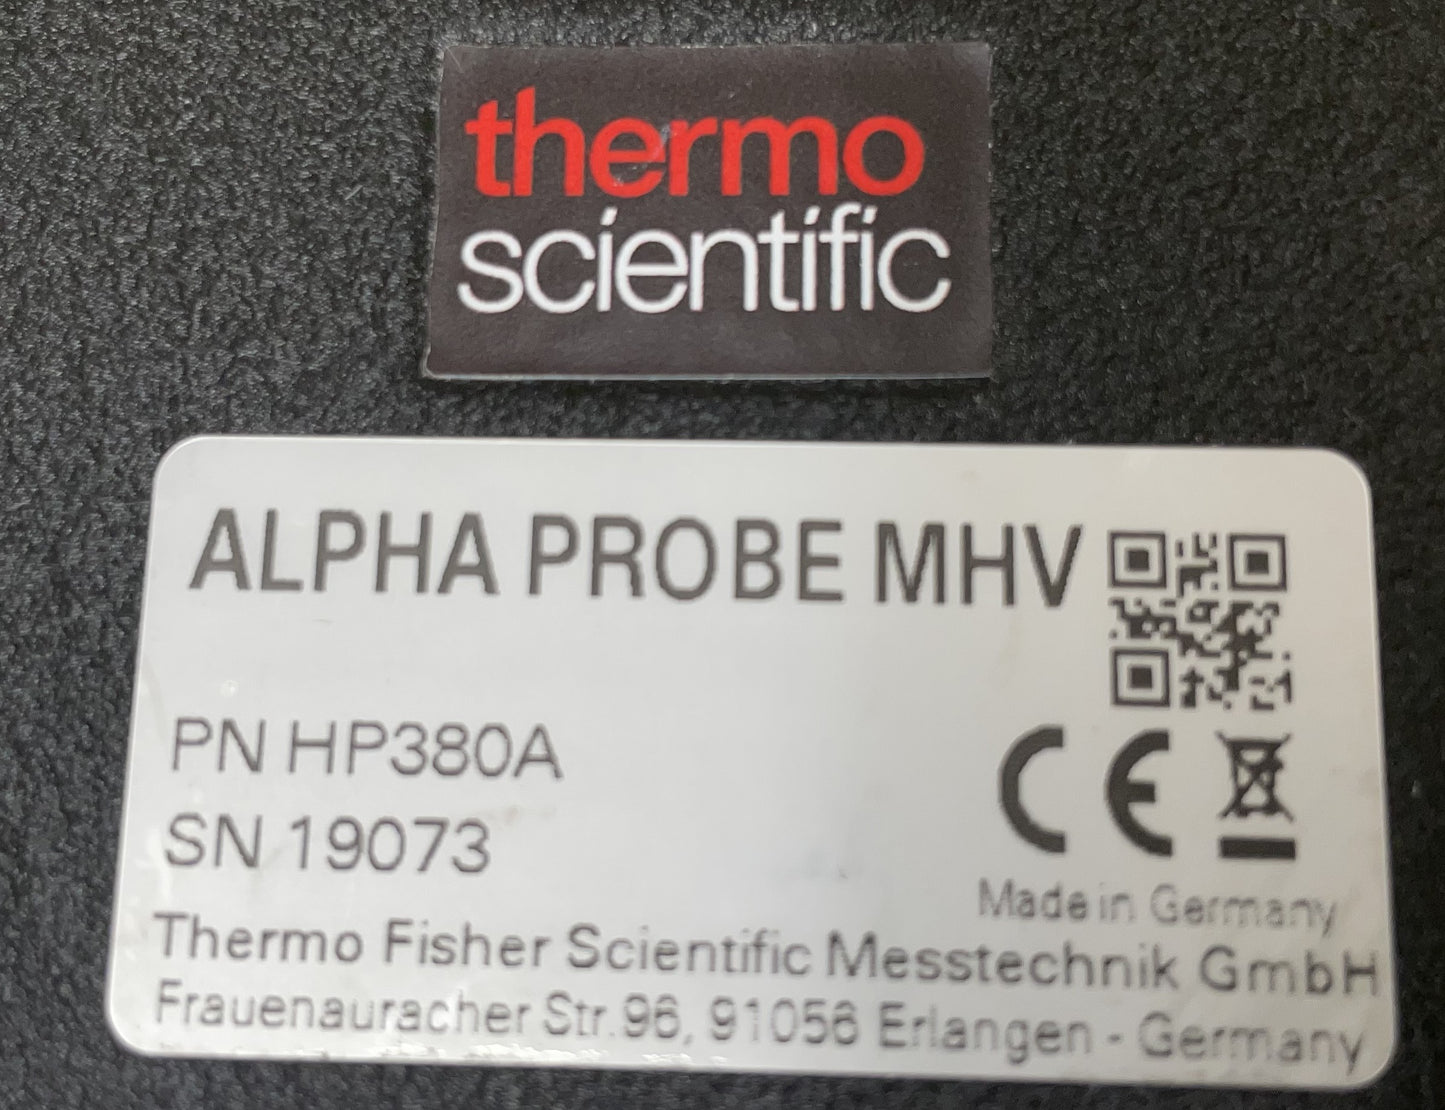 thermo
scientific
ALPHA PROBE MHV
PN HP380A
SN 19073
CE
Made in Germany
Thermo Fisher Scientific Messtechnik GmbH
Frauenauracher Str.96, 91056 Erlangen - Germany